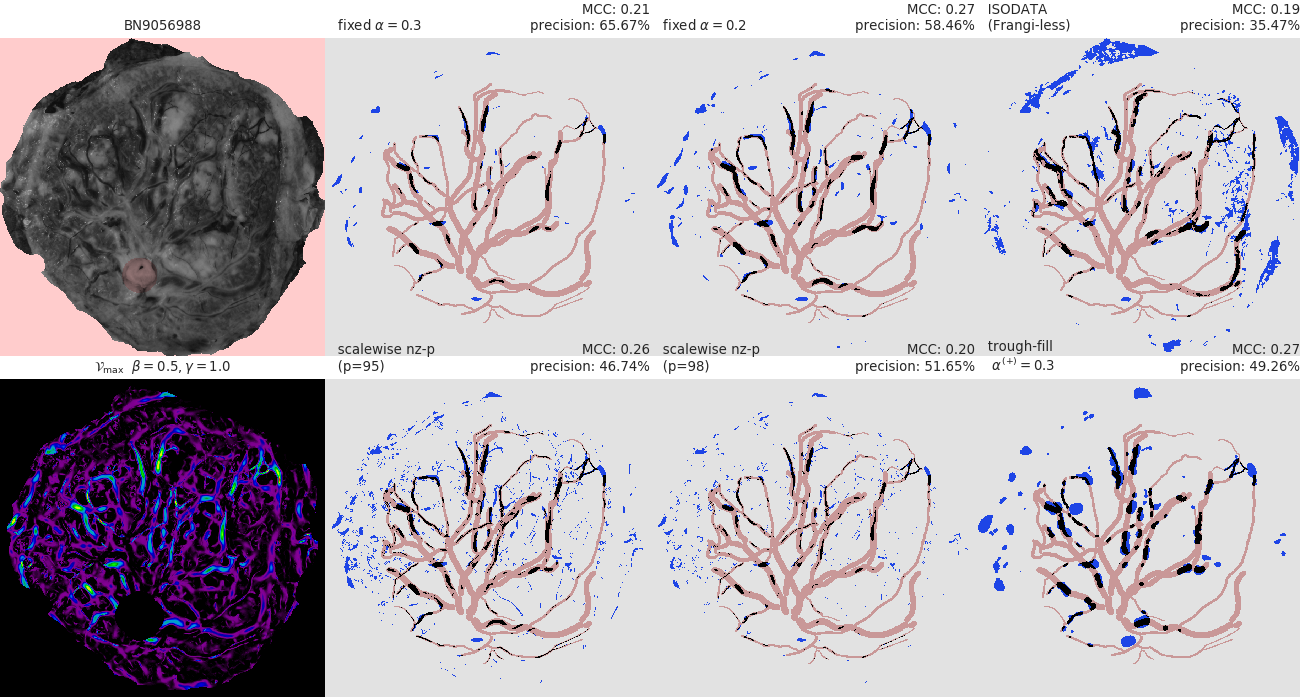 BN9056988
fixed α = 0.3
MCC: 0.21
precision: 65.67%
fixed α = 0.2
MCC: 0.27
precision: 58.46%
ISODATA
(Frangi-less)
MCC: 0.19
precision: 35.47%
𝒱max β = 0.5, γ = 1.0
scalewise nz-p
(p=95)
MCC: 0.26
precision: 46.74%
scalewise nz-p
(p=98)
MCC: 0.20
precision: 51.65%
trough-fill
α(+) = 0.3
MCC: 0.27
precision: 49.26%